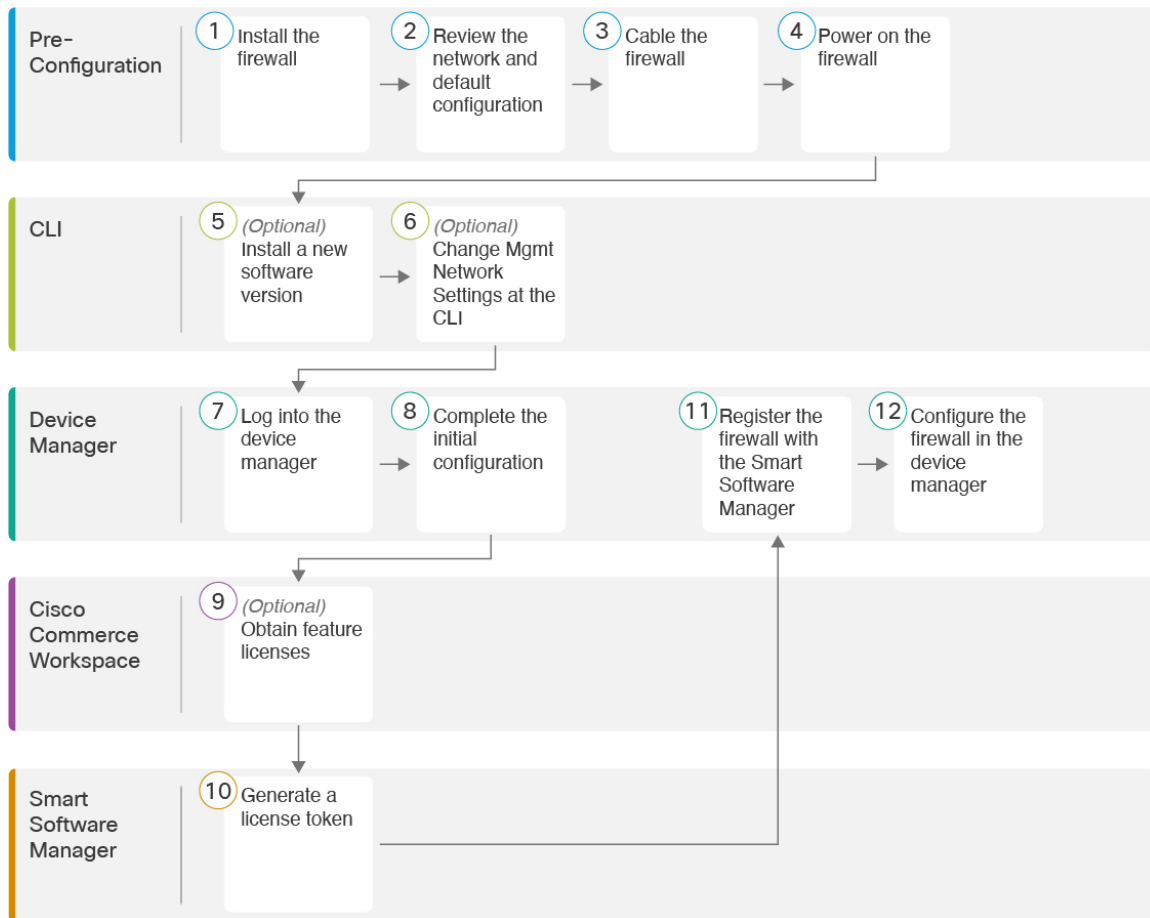 Pre-
Configuration
1
Install the
firewall
2
Review the
network and
default
configuration
3
Cable the
firewall
4
Power on the
firewall
CLI
5
(Optional)
Install a new
software
version
6
(Optional)
Change Mgmt
Network
Settings at the
CLI
Device
Manager
7
Log into the
device
manager
8
Complete the
initial
configuration
11
Register the
firewall with
the Smart
Software
Manager
12
Configure the
firewall in the
device
manager
Cisco
Commerce
Workspace
9
(Optional)
Obtain feature
licenses
Smart
Software
Manager
10
Generate a
license token